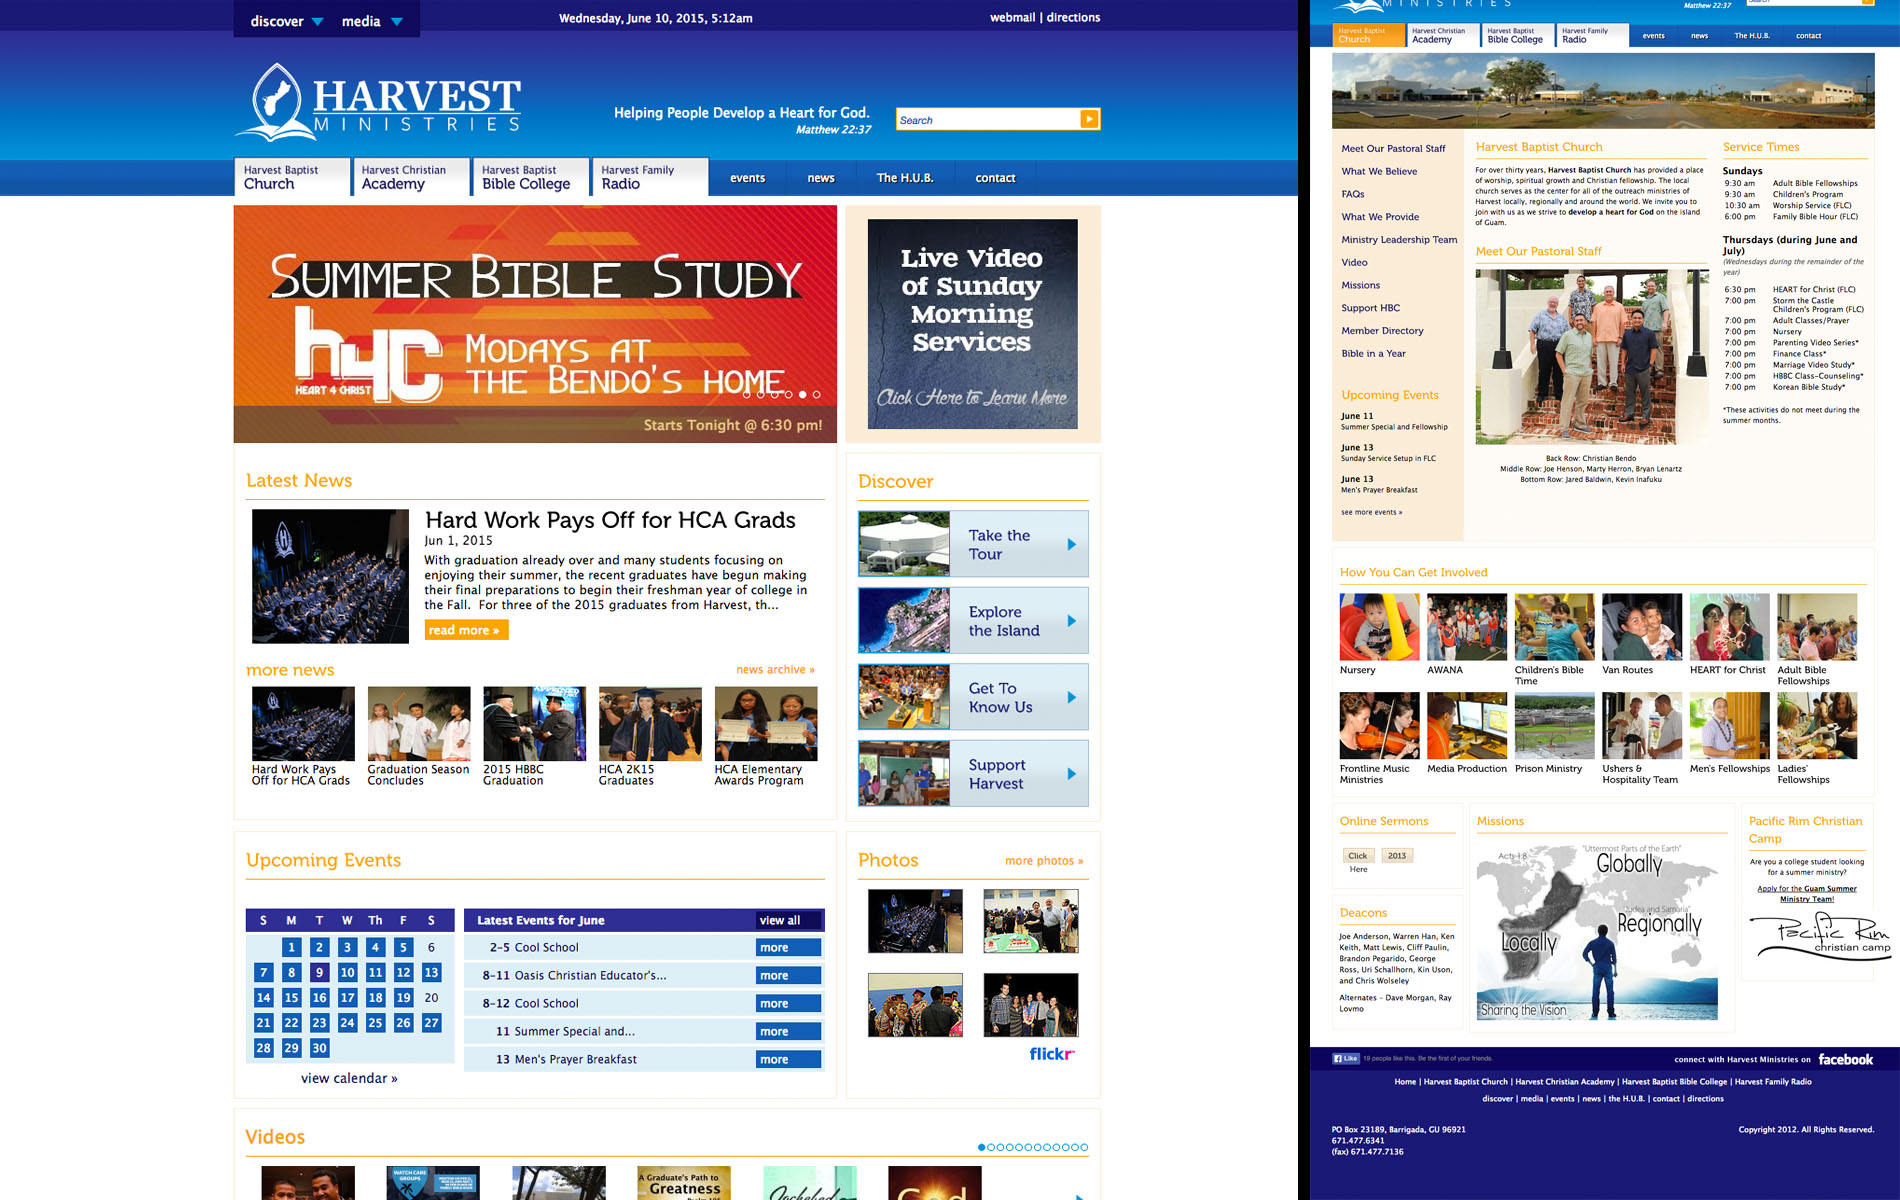 discover media
Wednesday, June 10, 2015, 5:12am
webmail | directions
HARVEST
MINISTRIES
Helping People Develop a Heart for God.
Matthew 22:37
Search
Harvest Baptist
Church
Harvest Christian
Academy
Harvest Baptist
Bible College
Harvest Family
Radio
events news The H.U.B. contact
SUMMER BIBLE STUDY
h4c
HEART 4 CHRIST
MODAYS AT
THE BENDO'S HOME
Starts Tonight @ 6:30 pm!
Live Video
of Sunday
Morning
Services
Click Here to Learn More
Latest News
Hard Work Pays Off for HCA Grads
Jun 1, 2015
With graduation already over and many students focusing on
enjoying their summer, the recent graduates have begun making
their final preparations to begin their freshman year of college in
the Fall.  For three of the 2015 graduates from Harvest, th...
read more »
more news
news archive »
Hard Work Pays
Off for HCA Grads
Graduation Season
Concludes
2015 HBBC
Graduation
HCA 2K15
Graduates
HCA Elementary
Awards Program
Discover
Take the
Tour
Explore
the Island
Get To
Know Us
Support
Harvest
Upcoming Events
S M T W Th F S
1 2 3 4 5 6
7 8 9 10 11 12 13
14 15 16 17 18 19 20
21 22 23 24 25 26 27
28 29 30
view calendar »
Latest Events for June view all
2-5 Cool School more
8-11 Oasis Christian Educator's... more
8-12 Cool School more
11 Summer Special and... more
13 Men's Prayer Breakfast more
Photos
more photos »
flickr
Videos
WATCH CARE
GROUPS
A Graduate's Path to
Greatness
God
MINISTRIES
Matthew 22:37
Search
Harvest Baptist
Church
Harvest Christian
Academy
Harvest Baptist
Bible College
Harvest Family
Radio
events news The H.U.B. contact
Meet Our Pastoral Staff
What We Believe
FAQs
What We Provide
Ministry Leadership Team
Video
Missions
Support HBC
Member Directory
Bible in a Year
Upcoming Events
June 11
Summer Special and Fellowship
June 13
Sunday Service Setup in FLC
June 13
Men's Prayer Breakfast
see more events »
Harvest Baptist Church
For over thirty years, Harvest Baptist Church has provided a place
of worship, spiritual growth and Christian fellowship. The local
church serves as the center for all of the outreach ministries of
Harvest locally, regionally and around the world. We invite you to
join with us as we strive to develop a heart for God on the island
of Guam.
Meet Our Pastoral Staff
Back Row: Christian Bendo
Middle Row: Joe Henson, Marty Herron, Bryan Lenartz
Bottom Row: Jared Baldwin, Kevin Inafuku
Service Times
Sundays
9:30 am Adult Bible Fellowships
9:30 am Children's Program
10:30 am Worship Service (FLC)
6:00 pm Family Bible Hour (FLC)
Thursdays (during June and
July)
(Wednesdays during the remainder of the
year)
6:30 pm HEART for Christ (FLC)
7:00 pm Storm the Castle
Children's Program (FLC)
7:00 pm Adult Classes/Prayer
7:00 pm Nursery
7:00 pm Parenting Video Series*
7:00 pm Finance Class*
7:00 pm Marriage Video Study*
7:00 pm HBBC Class-Counseling*
7:00 pm Korean Bible Study*
*These activities do not meet during the
summer months.
How You Can Get Involved
Nursery
AWANA
Children's Bible
Time
Van Routes
HEART for Christ
Adult Bible
Fellowships
Frontline Music
Ministries
Media Production
Prison Ministry
Ushers &
Hospitality Team
Men's Fellowships
Ladies'
Fellowships
Online Sermons
Click 2013
Here
Deacons
Joe Anderson, Warren Han, Ken
Keith, Matt Lewis, Cliff Paulin,
Brandon Pegarido, George
Ross, Uri Schallhorn, Kin Uson,
and Chris Wolseley
Alternates - Dave Morgan, Ray
Lovmo
Missions
Acts 1:8
"Uttermost Parts of the Earth"
Globally
"Judea and Samaria"
Regionally
Locally
Sharing the Vision
Pacific Rim Christian
Camp
Are you a college student looking
for a summer ministry?
Apply for the Guam Summer
Ministry Team!
Pacific Rim
christian camp
Like 19 people like this. Be the first of your friends.
connect with Harvest Ministries on facebook
Home | Harvest Baptist Church | Harvest Christian Academy | Harvest Baptist Bible College | Harvest Family Radio
discover | media | events | news | the H.U.B. | contact | directions
PO Box 23189, Barrigada, GU 96921
671.477.6341
(fax) 671.477.7136
Copyright 2012. All Rights Reserved.